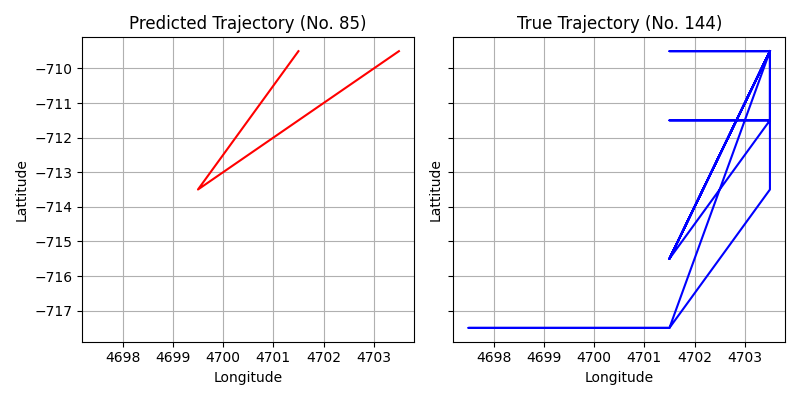 Predicted Trajectory (No. 85)
True Trajectory (No. 144)
−710
−711
−712
−713
−714
−715
−716
−717
Lattitude
Lattitude
4698 4699 4700 4701 4702 4703
4698 4699 4700 4701 4702 4703
Longitude
Longitude